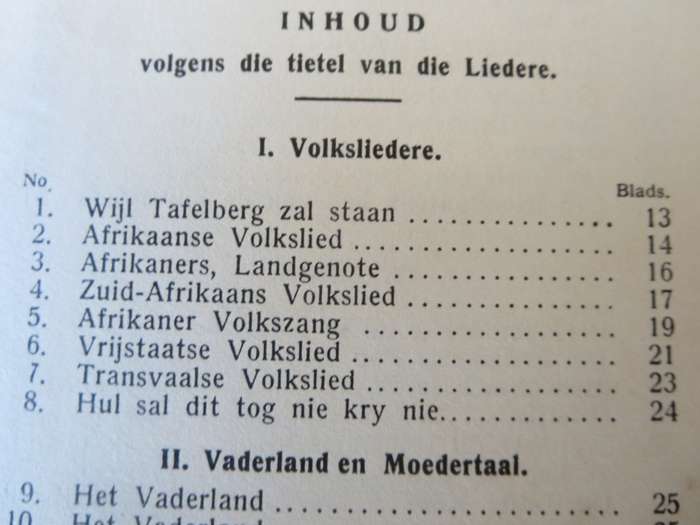 INHOUD
volgens die tietel van die Liedere.
I. Volksliedere.
No. Blads.
1. Wijl Tafelberg zal staan ................ 13
2. Afrikaanse Volkslied ................... 14
3. Afrikaners, Landgenote ................ 16
4. Zuid-Afrikaans Volkslied ................ 17
5. Afrikaner Volkszang ................... 19
6. Vrijstaatse Volkslied ................... 21
7. Transvaalse Volkslied .................. 23
8. Hul sal dit tog nie kry nie............. 24
II. Vaderland en Moedertaal.
9. Het Vaderland ........................ 25
10. Het Vaderland